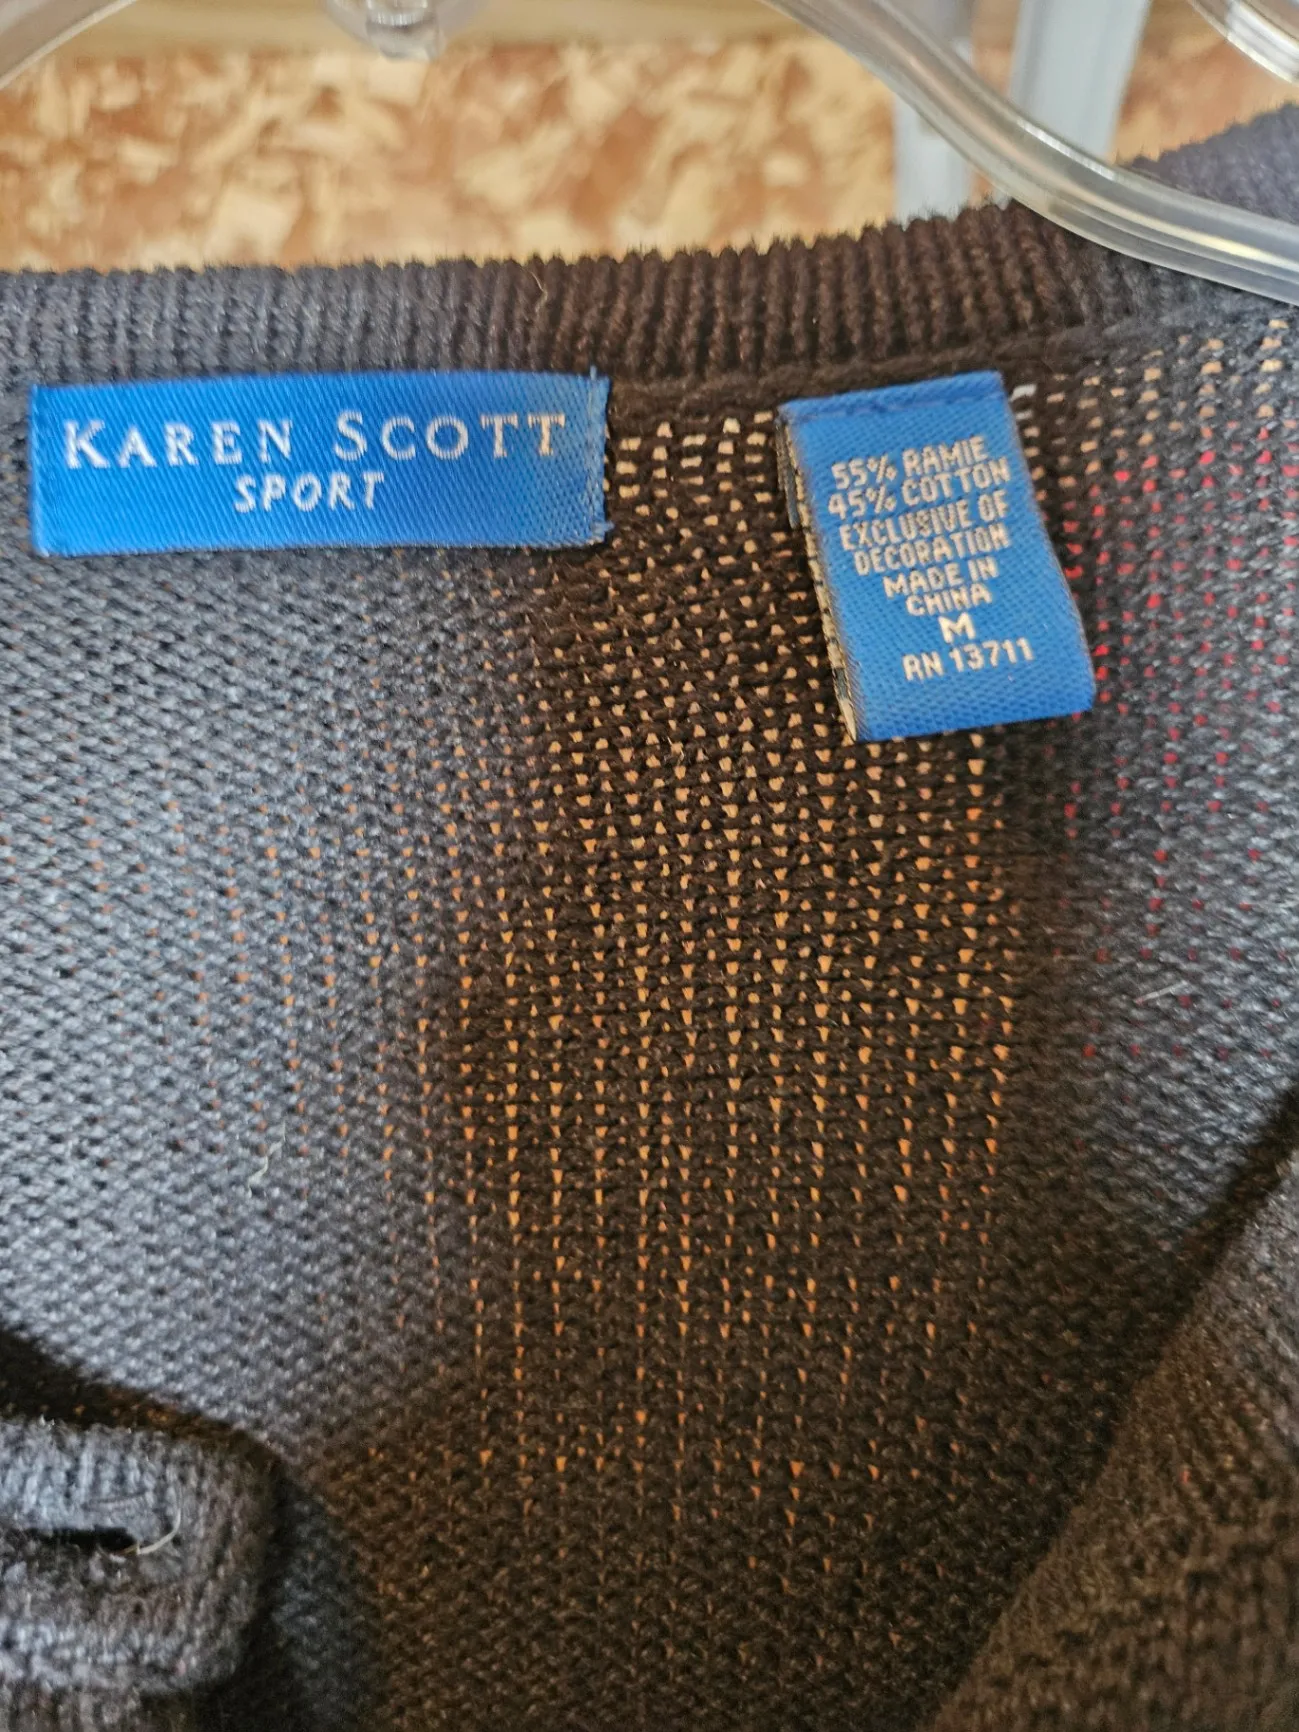 KAREN SCOTT
SPORT
55% RAMIE
45% COTTON
EXCLUSIVE OF
DECORATION
MADE IN
CHINA
M
RN 13711